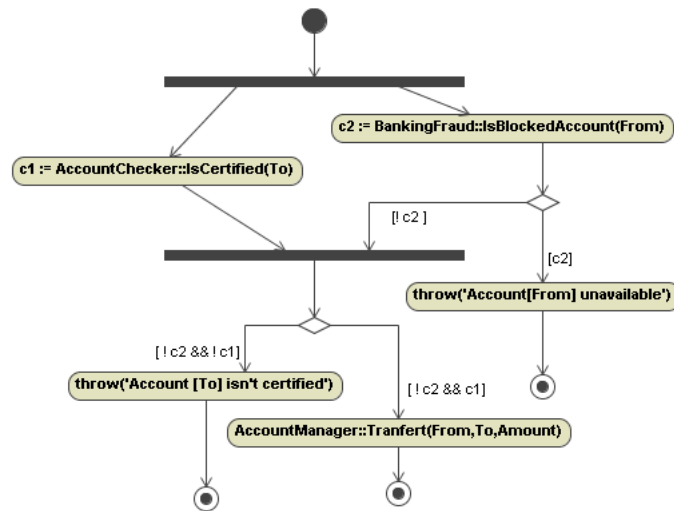 c2 := BankingFraud::IsBlockedAccount(From)
c1 := AccountChecker::IsCertified(To)
[! c2 ]
[c2]
throw('Account[From] unavailable')
[ ! c2 && ! c1]
throw('Account [To] isn't certified')
[ ! c2 && c1]
AccountManager::Tranfert(From,To,Amount)